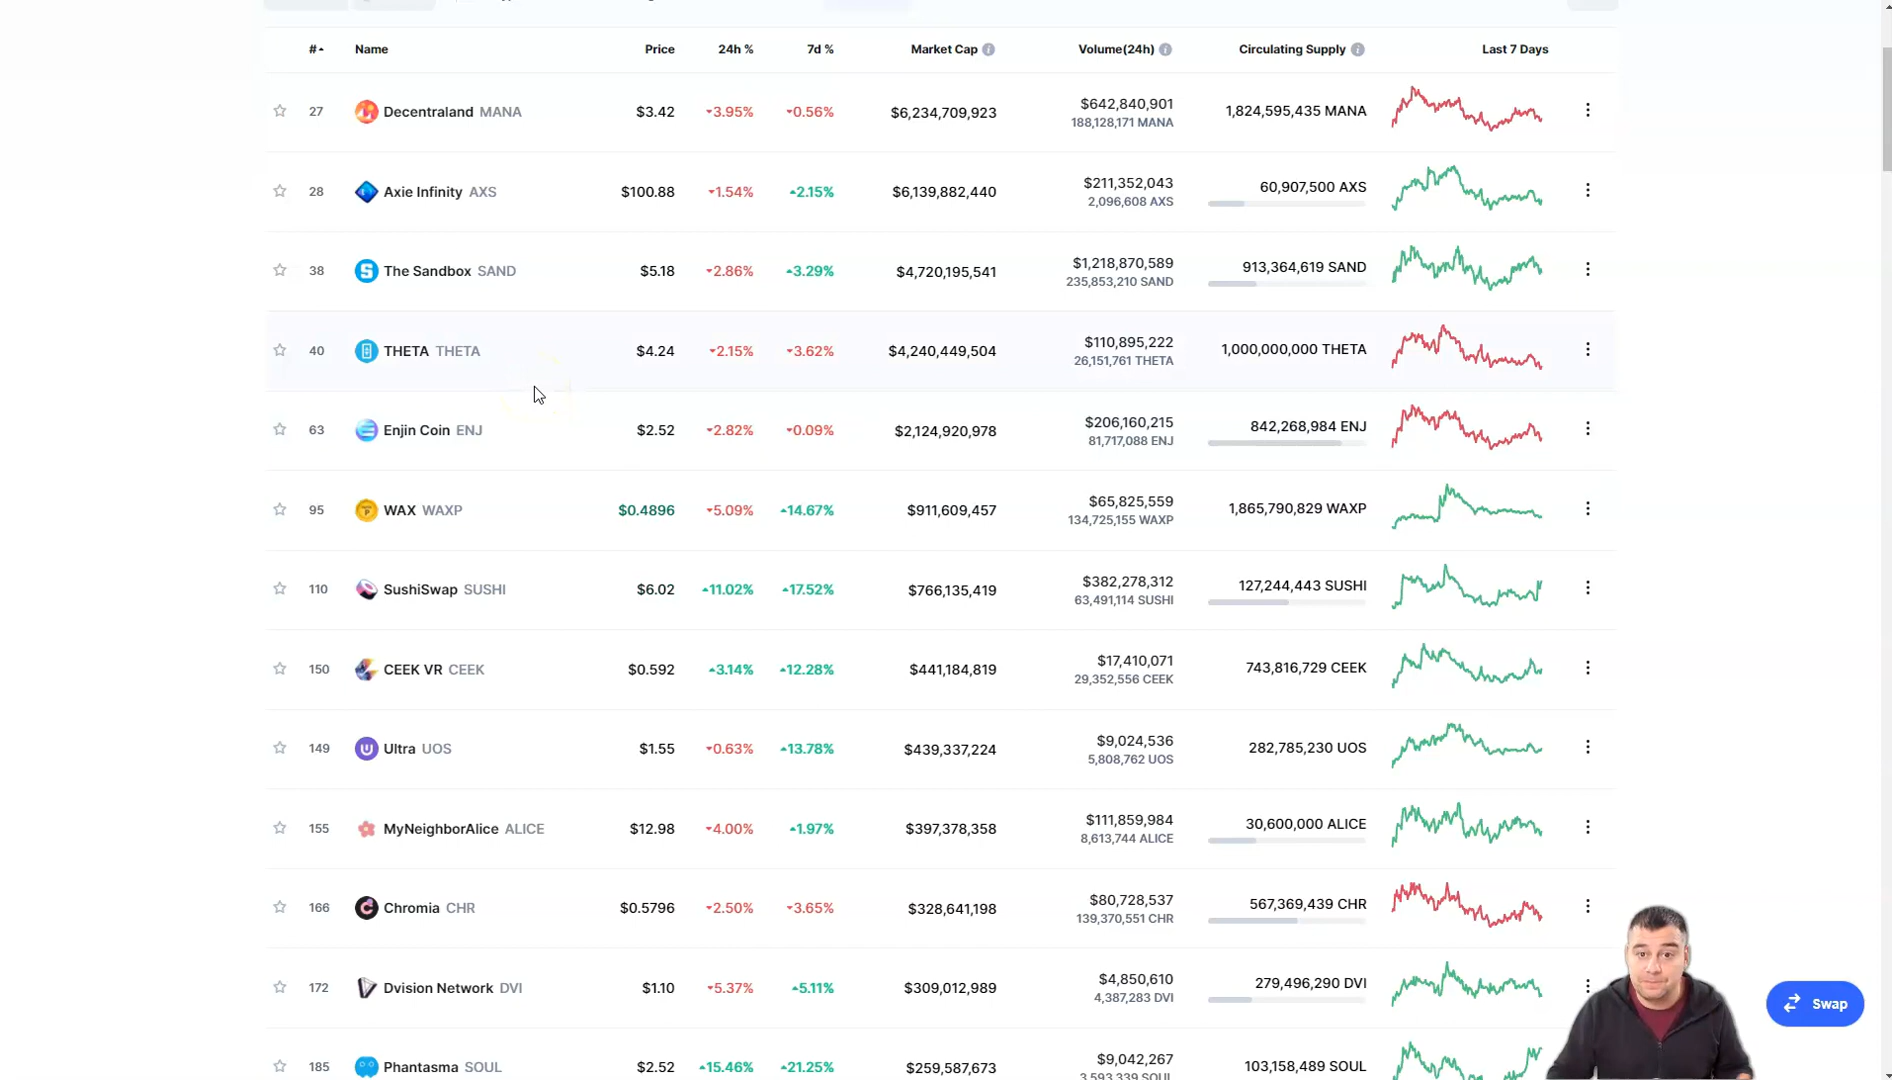 #
Name
Price
24h %
7d %
Market Cap
Volume(24h)
Circulating Supply
Last 7 Days
27 Decentraland MANA $3.42 3.95% 0.56% $6,234,709,923 $642,840,901 1,824,595,435 MANA
188,128,171 MANA
28 Axie Infinity AXS $100.88 1.54% 2.15% $6,139,882,440 $211,352,043 60,907,500 AXS
2,096,608 AXS
38 The Sandbox SAND $5.18 2.86% 3.29% $4,720,195,541 $1,218,870,589 913,364,619 SAND
235,853,210 SAND
40 THETA THETA $4.24 2.15% 3.62% $4,240,449,504 $110,895,222 1,000,000,000 THETA
26,151,761 THETA
63 Enjin Coin ENJ $2.52 2.82% 0.09% $2,124,920,978 $206,160,215 842,268,984 ENJ
81,717,088 ENJ
95 WAX WAXP $0.4896 5.09% 14.67% $911,609,457 $65,825,559 1,865,790,829 WAXP
134,725,155 WAXP
110 SushiSwap SUSHI $6.02 11.02% 17.52% $766,135,419 $382,278,312 127,244,443 SUSHI
63,491,114 SUSHI
150 CEEK VR CEEK $0.592 3.14% 12.28% $441,184,819 $17,410,071 743,816,729 CEEK
29,352,556 CEEK
149 Ultra UOS $1.55 0.63% 13.78% $439,337,224 $9,024,536 282,785,230 UOS
5,808,762 UOS
155 MyNeighborAlice ALICE $12.98 4.00% 1.97% $397,378,358 $111,859,984 30,600,000 ALICE
8,613,744 ALICE
166 Chromia CHR $0.5796 2.50% 3.65% $328,641,198 $80,728,537 567,369,439 CHR
139,370,551 CHR
172 Dvision Network DVI $1.10 5.37% 5.11% $309,012,989 $4,850,610 279,496,290 DVI
4,387,283 DVI
Swap
185 Phantasma SOUL $2.52 15.46% 21.25% $259,587,673 $9,042,267 103,158,489 SOUL
3,593,339 SOUL